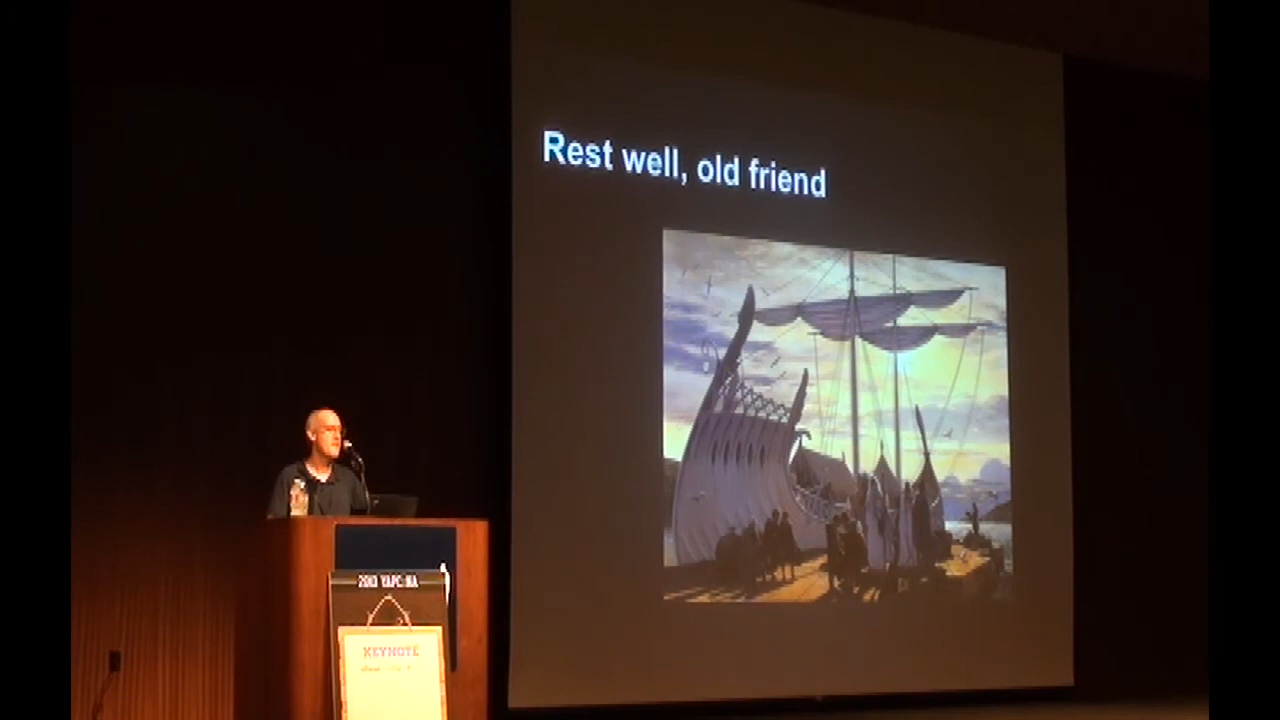 Rest well, old friend
2013 YAPC::NA
KEYNOTE